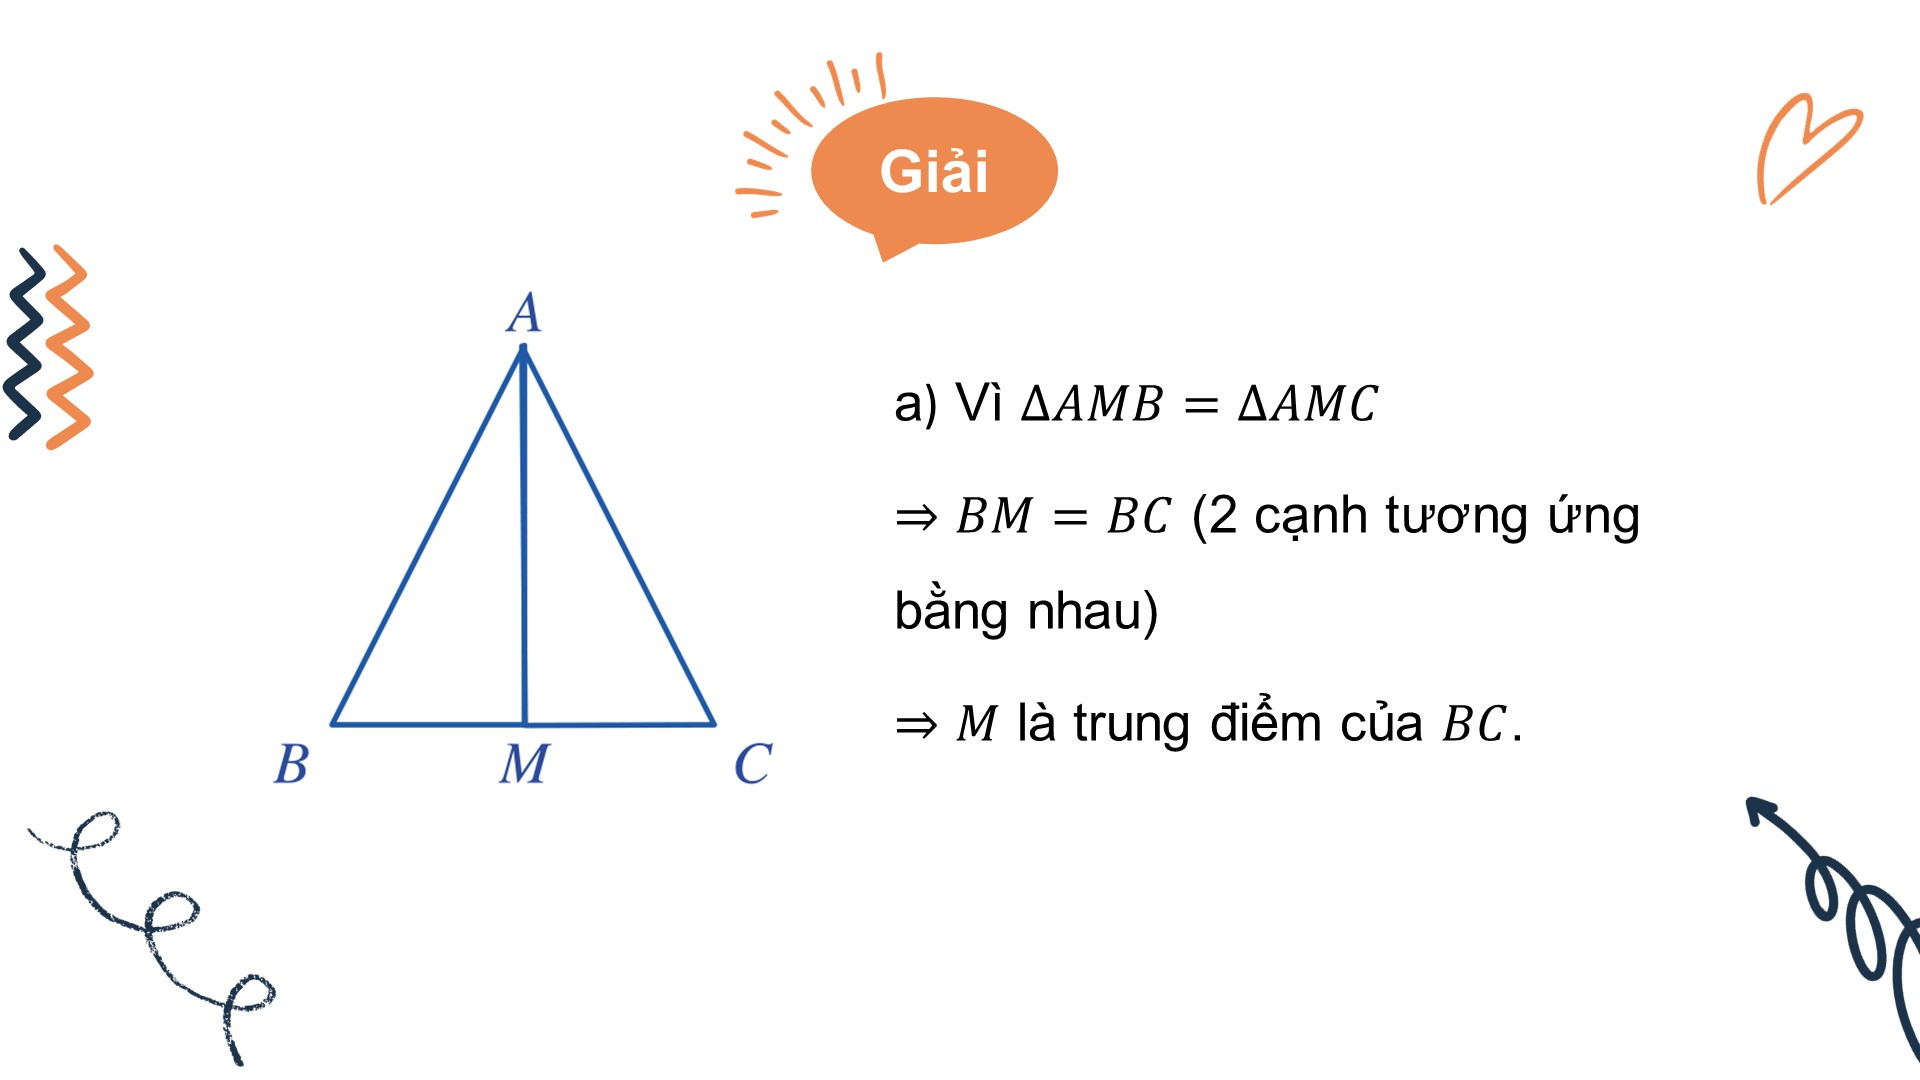 Giải
A
a) Vì ΔAMB = ΔAMC
⇒ BM = BC (2 cạnh tương ứng
bằng nhau)
⇒ M là trung điểm của BC.
B M C